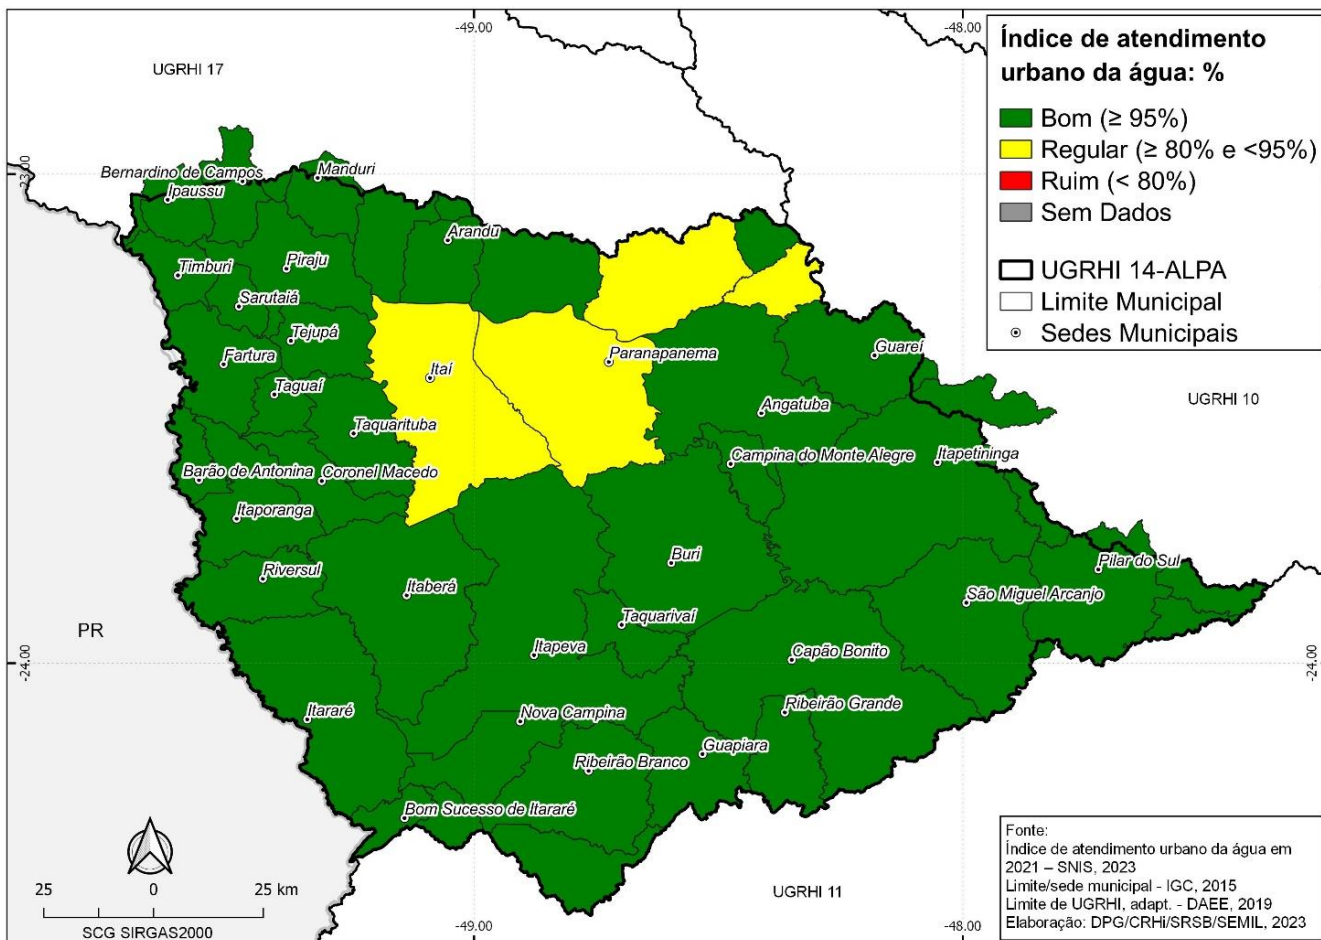 -49.00
-48.00
Índice de atendimento
urbano da água: %
Bom (≥ 95%)
Regular (≥ 80% e <95%)
Ruim (< 80%)
Sem Dados
UGRHI 14-ALPA
Limite Municipal
Sedes Municipais
UGRHI 17
-23.00
Bernardino de Campos
Manduri
Ipaussu
Arandu
Timburi
Piraju
Sarutaiá
Tejupá
Fartura
Itaí
Paranapanema
Guareí
Taguaí
Angatuba
UGRHI 10
Taquarituba
Campina do Monte Alegre
Itapetininga
Barão de Antonina
Coronel Macedo
Itaporanga
Buri
Pilar do Sul
Riversul
Itaberá
São Miguel Arcanjo
PR
Taquarivaí
Itapeva
Capão Bonito
-24.00
-24.00
Itararé
Nova Campina
Ribeirão Grande
Guapiara
Ribeirão Branco
Bom Sucesso de Itararé
25 0 25 km
SCG SIRGAS2000
UGRHI 11
-49.00
-48.00
Fonte:
Índice de atendimento urbano da água em
2021 – SNIS, 2023
Limite/sede municipal - IGC, 2015
Limite de UGRHI, adapt. - DAEE, 2019
Elaboração: DPG/CRHi/SRSB/SEMIL, 2023